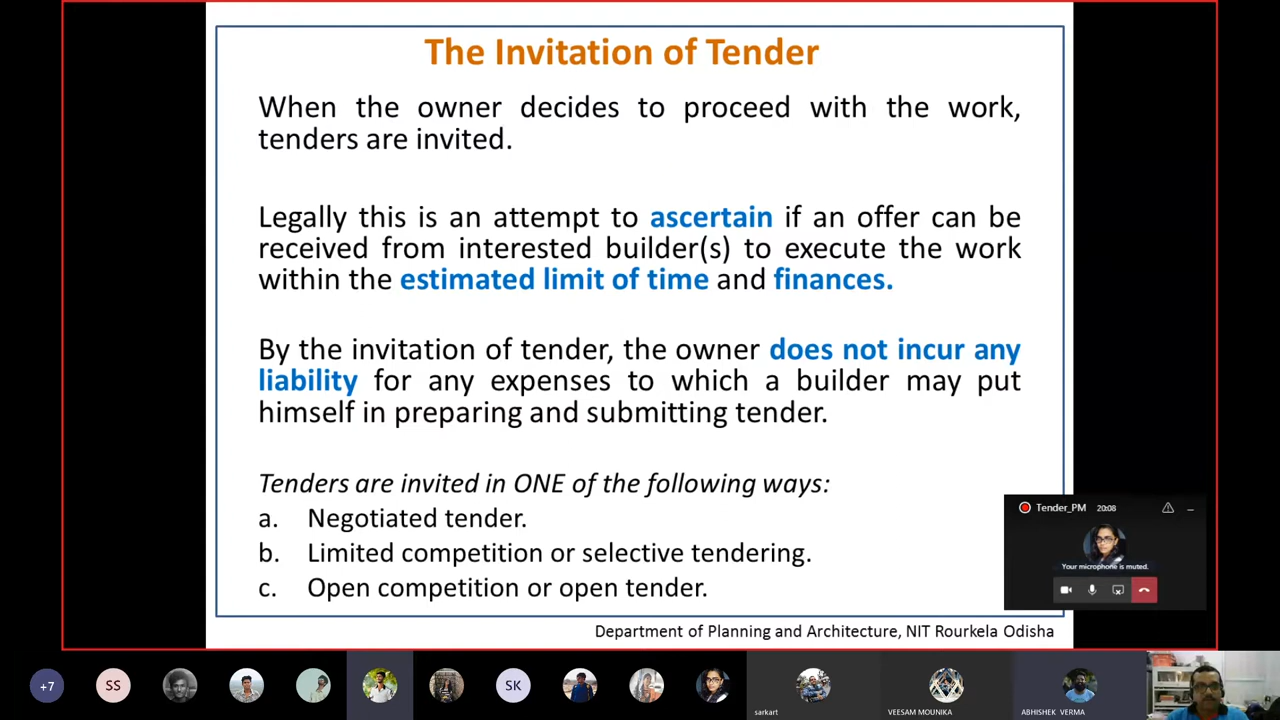 The Invitation of Tender
When the owner decides to proceed with the work,
tenders are invited.
Legally this is an attempt to ascertain if an offer can be
received from interested builder(s) to execute the work
within the estimated limit of time and finances.
By the invitation of tender, the owner does not incur any
liability for any expenses to which a builder may put
himself in preparing and submitting tender.
Tenders are invited in ONE of the following ways:
a. Negotiated tender.
b. Limited competition or selective tendering.
c. Open competition or open tender.
Tender_PM 20:08
Your microphone is muted.
Department of Planning and Architecture, NIT Rourkela Odisha
+7
SS
SK
sarkart
VEESAM MOUNIKA
ABHISHEK VERMA